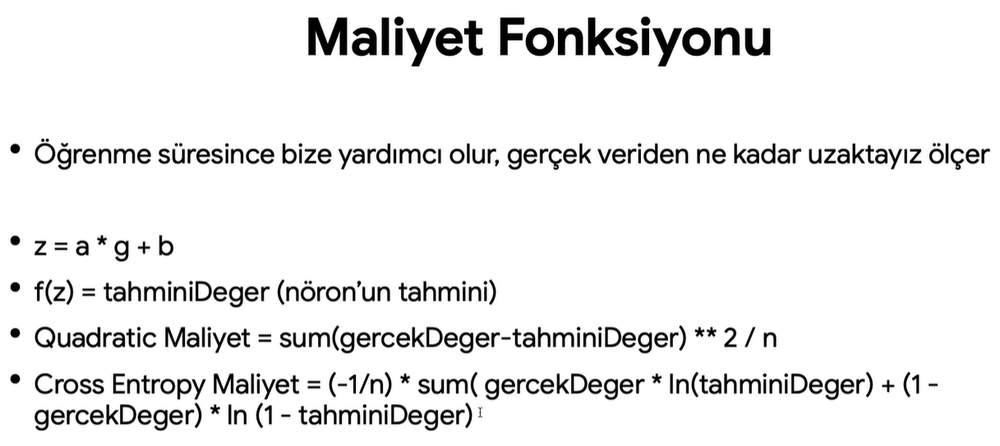 Maliyet Fonksiyonu
• Öğrenme süresince bize yardımcı olur, gerçek veriden ne kadar uzaktayız ölçer
• z = a * g + b
• f(z) = tahminiDeger (nöron’un tahmini)
• Quadratic Maliyet = sum(gercekDeger-tahminiDeger) ** 2 / n
• Cross Entropy Maliyet = (-1/n) * sum( gercekDeger * ln(tahminiDeger) + (1 -
gercekDeger) * ln (1 - tahminiDeger)